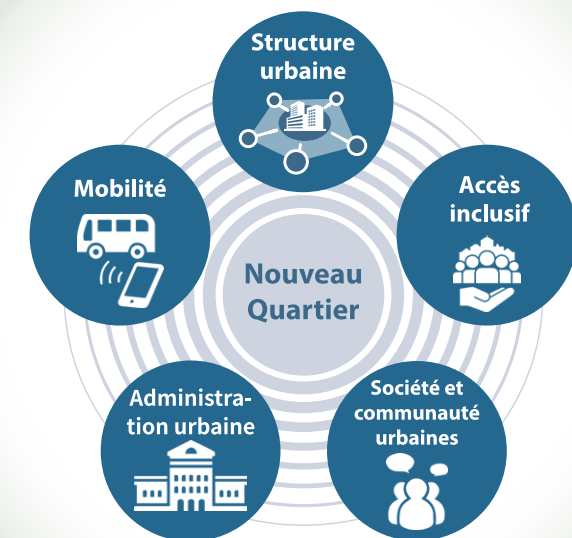 Structure
urbaine
Mobilité
Accès
inclusif
Nouveau
Quartier
Administra-
tion urbaine
Société et
communauté
urbaines